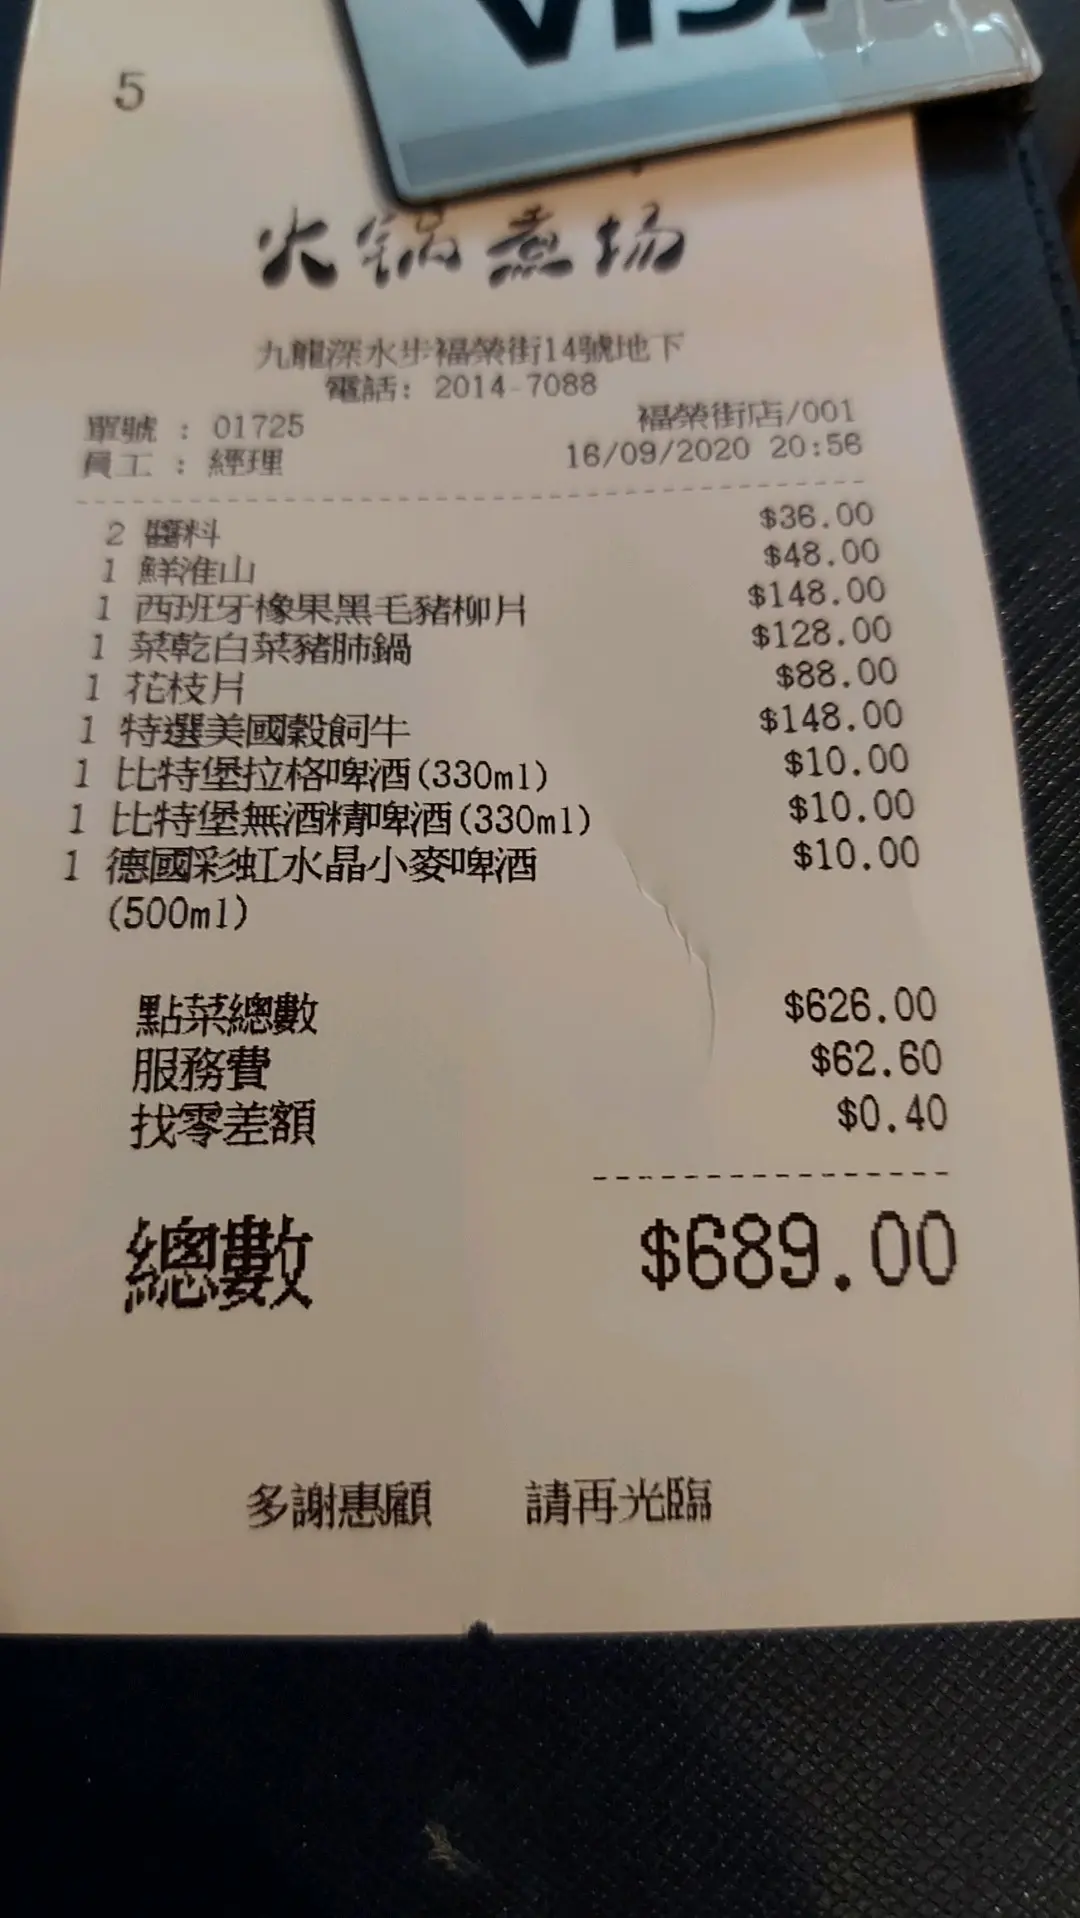 VISA
5
火锅煮场
九龍深水步福榮街14號地下
電話: 2014-7088
單號 : 01725 福榮街店/001
員工 : 經理 16/09/2020 20:56
2 醬料 $36.00
1 鮮淮山 $48.00
1 西班牙橡果黑毛豬柳片 $148.00
1 菜乾白菜豬肺鍋 $128.00
1 花枝片 $88.00
1 特選美國穀飼牛 $148.00
1 比特堡拉格啤酒(330ml) $10.00
1 比特堡無酒精啤酒(330ml) $10.00
1 德國彩虹水晶小麥啤酒 $10.00
(500ml)
點菜總數 $626.00
服務費 $62.60
找零差額 $0.40
總數 $689.00
多謝惠顧 請再光臨